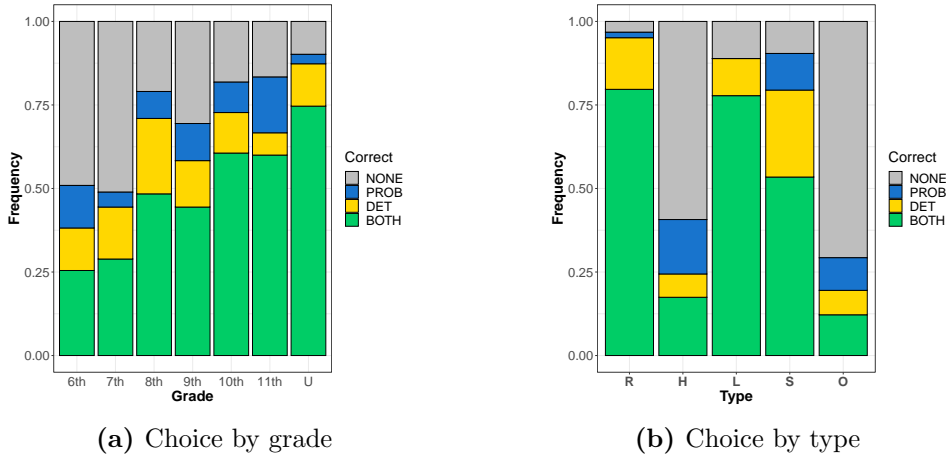 1.00
0.75
0.50
0.25
0.00
Frequency
6th 7th 8th 9th 10th 11th U
Grade
Correct
NONE
PROB
DET
BOTH
(a) Choice by grade
1.00
0.75
0.50
0.25
0.00
Frequency
R H L S O
Type
Correct
NONE
PROB
DET
BOTH
(b) Choice by type